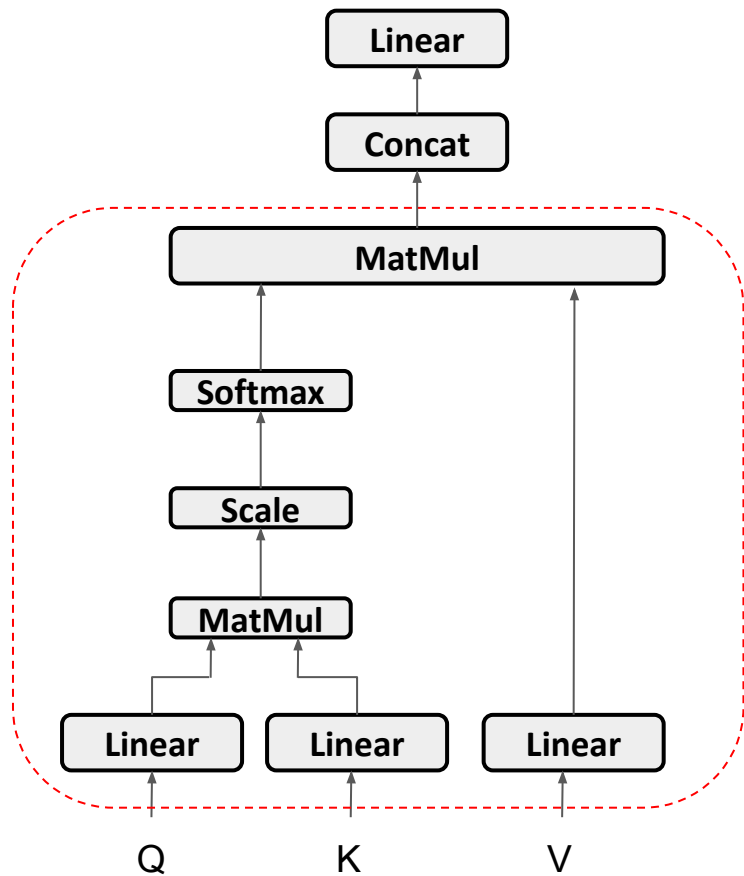 Linear
Concat
MatMul
Softmax
Scale
MatMul
Linear Linear Linear
Q K V